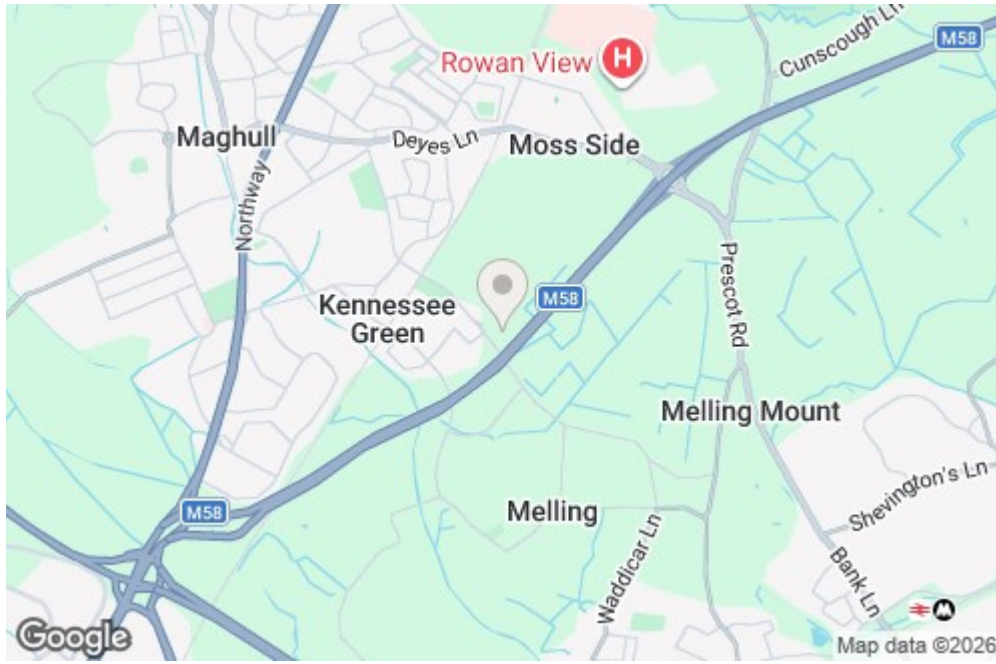 M58
Cunscough Ln
Rowan View H
Maghull
Deyes Ln
Moss Side
Northway
Prescot Rd
M58
Kennessee
Green
Melling Mount
Shevington's Ln
M58
Melling
Waddicar Ln
Bank Ln
Google
Map data ©2026